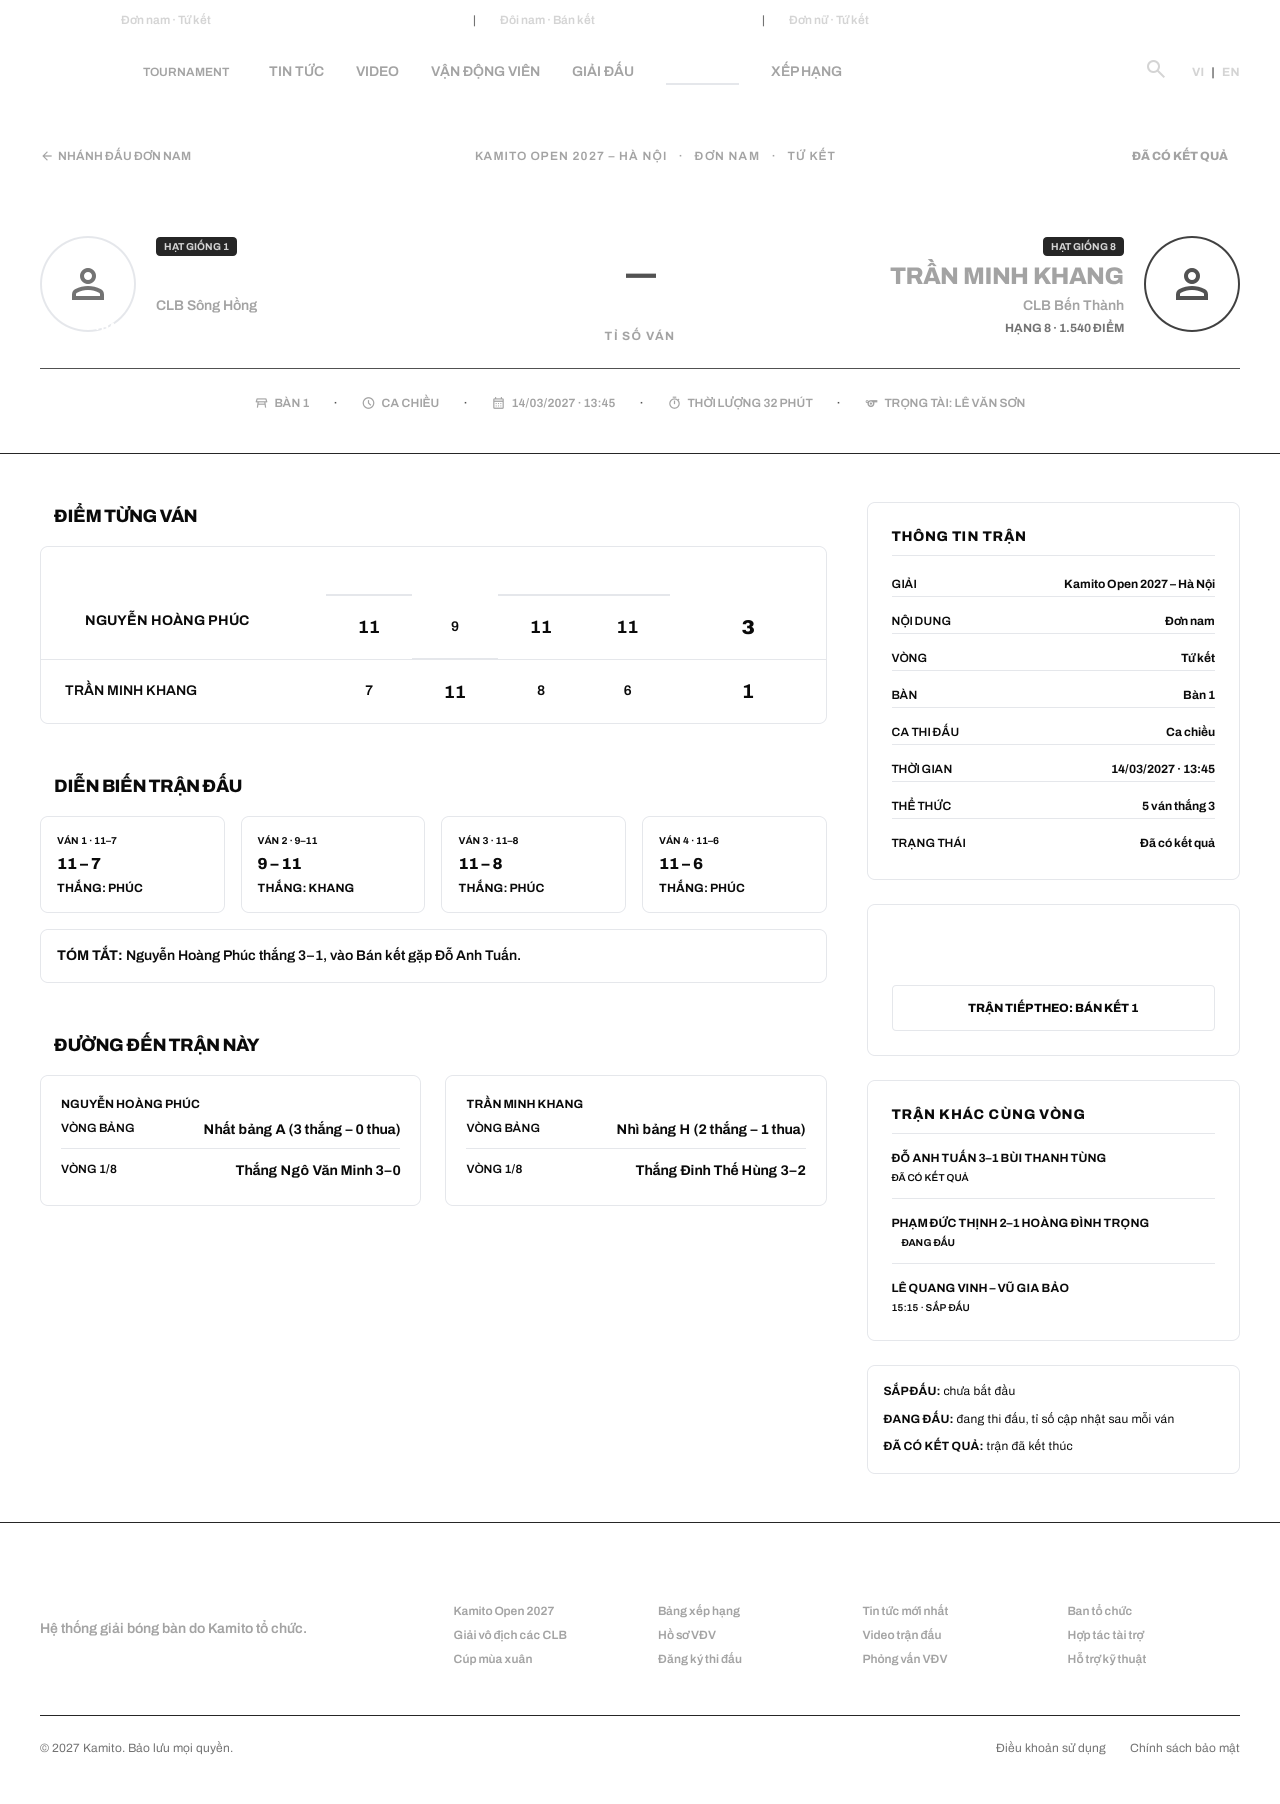 Đơn nam · Tứ kết | Đôi nam · Bán kết | Đơn nữ · Tứ kết
TOURNAMENT TIN TỨC VIDEO VẬN ĐỘNG VIÊN GIẢI ĐẤU XẾP HẠNG VI | EN
← NHÁNH ĐẤU ĐƠN NAM KAMITO OPEN 2027 – HÀ NỘI · ĐƠN NAM · TỨ KẾT ĐÃ CÓ KẾT QUẢ
HẠT GIỐNG 1
CLB Sông Hồng
–
TỈ SỐ VÁN
HẠT GIỐNG 8
TRẦN MINH KHANG
CLB Bến Thành
HẠNG 8 · 1.540 ĐIỂM
BÀN 1 · CA CHIỀU · 14/03/2027 · 13:45 · THỜI LƯỢNG 32 PHÚT · TRỌNG TÀI: LÊ VĂN SƠN
ĐIỂM TỪNG VÁN
NGUYỄN HOÀNG PHÚC 11 9 11 11 3
TRẦN MINH KHANG 7 11 8 6 1
DIỄN BIẾN TRẬN ĐẤU
VÁN 1 · 11–7
11 – 7
THẮNG: PHÚC
VÁN 2 · 9–11
9 – 11
THẮNG: KHANG
VÁN 3 · 11–8
11 – 8
THẮNG: PHÚC
VÁN 4 · 11–6
11 – 6
THẮNG: PHÚC
TÓM TẮT: Nguyễn Hoàng Phúc thắng 3–1, vào Bán kết gặp Đỗ Anh Tuấn.
ĐƯỜNG ĐẾN TRẬN NÀY
NGUYỄN HOÀNG PHÚC
VÒNG BẢNG Nhất bảng A (3 thắng – 0 thua)
VÒNG 1/8 Thắng Ngô Văn Minh 3–0
TRẦN MINH KHANG
VÒNG BẢNG Nhì bảng H (2 thắng – 1 thua)
VÒNG 1/8 Thắng Đinh Thế Hùng 3–2
THÔNG TIN TRẬN
GIẢI Kamito Open 2027 – Hà Nội
NỘI DUNG Đơn nam
VÒNG Tứ kết
BÀN Bàn 1
CA THI ĐẤU Ca chiều
THỜI GIAN 14/03/2027 · 13:45
THỂ THỨC 5 ván thắng 3
TRẠNG THÁI Đã có kết quả
TRẬN TIẾP THEO: BÁN KẾT 1
TRẬN KHÁC CÙNG VÒNG
ĐỖ ANH TUẤN 3–1 BÙI THANH TÙNG
ĐÃ CÓ KẾT QUẢ
PHẠM ĐỨC THỊNH 2–1 HOÀNG ĐÌNH TRỌNG
ĐANG ĐẤU
LÊ QUANG VINH – VŨ GIA BẢO
15:15 · SẮP ĐẤU
SẮP ĐẤU: chưa bắt đầu
ĐANG ĐẤU: đang thi đấu, tỉ số cập nhật sau mỗi ván
ĐÃ CÓ KẾT QUẢ: trận đã kết thúc
Hệ thống giải bóng bàn do Kamito tổ chức.
Kamito Open 2027
Giải vô địch các CLB
Cúp mùa xuân
Bảng xếp hạng
Hồ sơ VĐV
Đăng ký thi đấu
Tin tức mới nhất
Video trận đấu
Phỏng vấn VĐV
Ban tổ chức
Hợp tác tài trợ
Hỗ trợ kỹ thuật
© 2027 Kamito. Bảo lưu mọi quyền. Điều khoản sử dụng Chính sách bảo mật